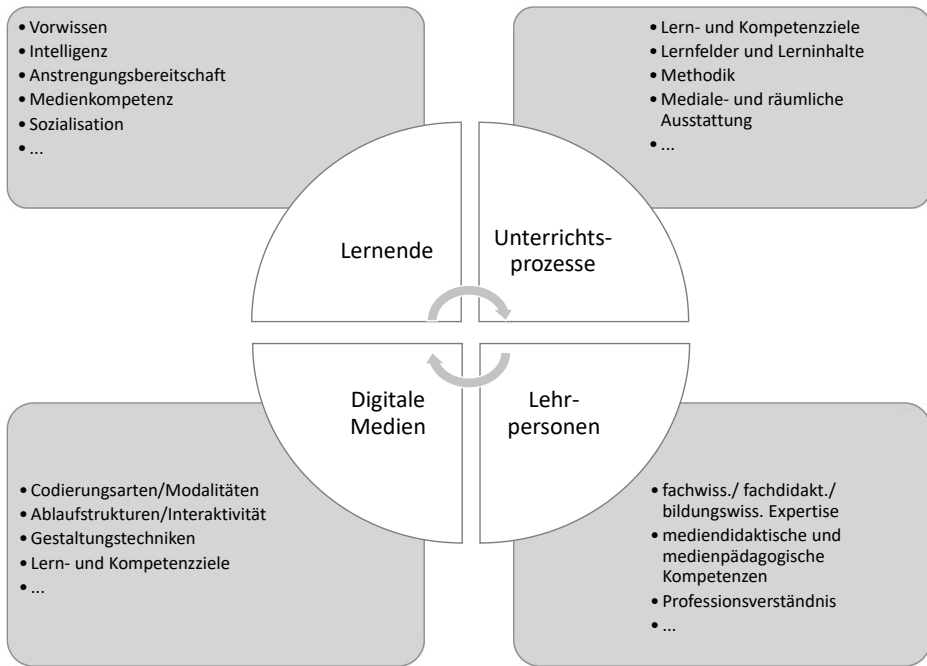 • Vorwissen
• Intelligenz
• Anstrengungsbereitschaft
• Medienkompetenz
• Sozialisation
• ...
• Lern- und Kompetenzziele
• Lernfelder und Lerninhalte
• Methodik
• Mediale- und räumliche
Ausstattung
• ...
Lernende
Unterrichts-
prozesse
Digitale
Medien
Lehr-
personen
• Codierungsarten/Modalitäten
• Ablaufstrukturen/Interaktivität
• Gestaltungstechniken
• Lern- und Kompetenzziele
• ...
• fachwiss./ fachdidakt./
bildungswiss. Expertise
• mediendidaktische und
medienpädagogische
Kompetenzen
• Professionsverständnis
• ...